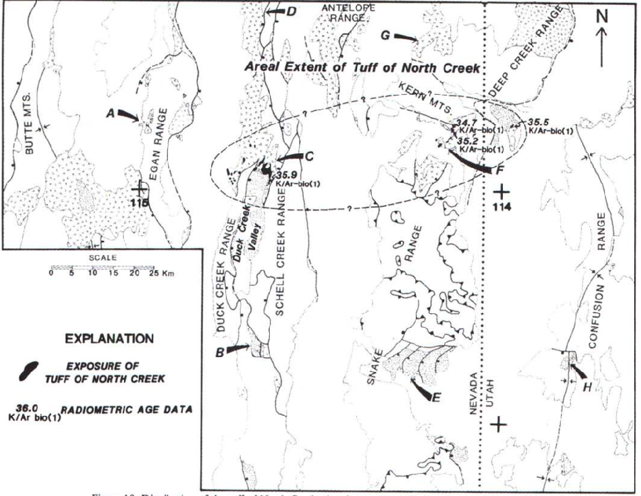 ANTELOPE
RANGE
D
G
N
Areal Extent of Tuff of North Creek
DEEP CREEK RANGE
KERN MTS.
BUTTE MTS.
A
EGAN RANGE
34.7
K/Ar-bio(1)
35.5
K/Ar-bio(1)
35.2
K/Ar-bio(1)
C
35.9
K/Ar-bio(1)
F
?
?
115
114
DUCK CREEK RANGE
Duck Creek
Valley
SCHELL CREEK RANGE
SNAKE
RANGE
CONFUSION
RANGE
SCALE
0 5 10 15 20 25 Km
B
E
H
NEVADA
UTAH
EXPLANATION
EXPOSURE OF
TUFF OF NORTH CREEK
36.0
K/Ar bio(1)
RADIOMETRIC AGE DATA